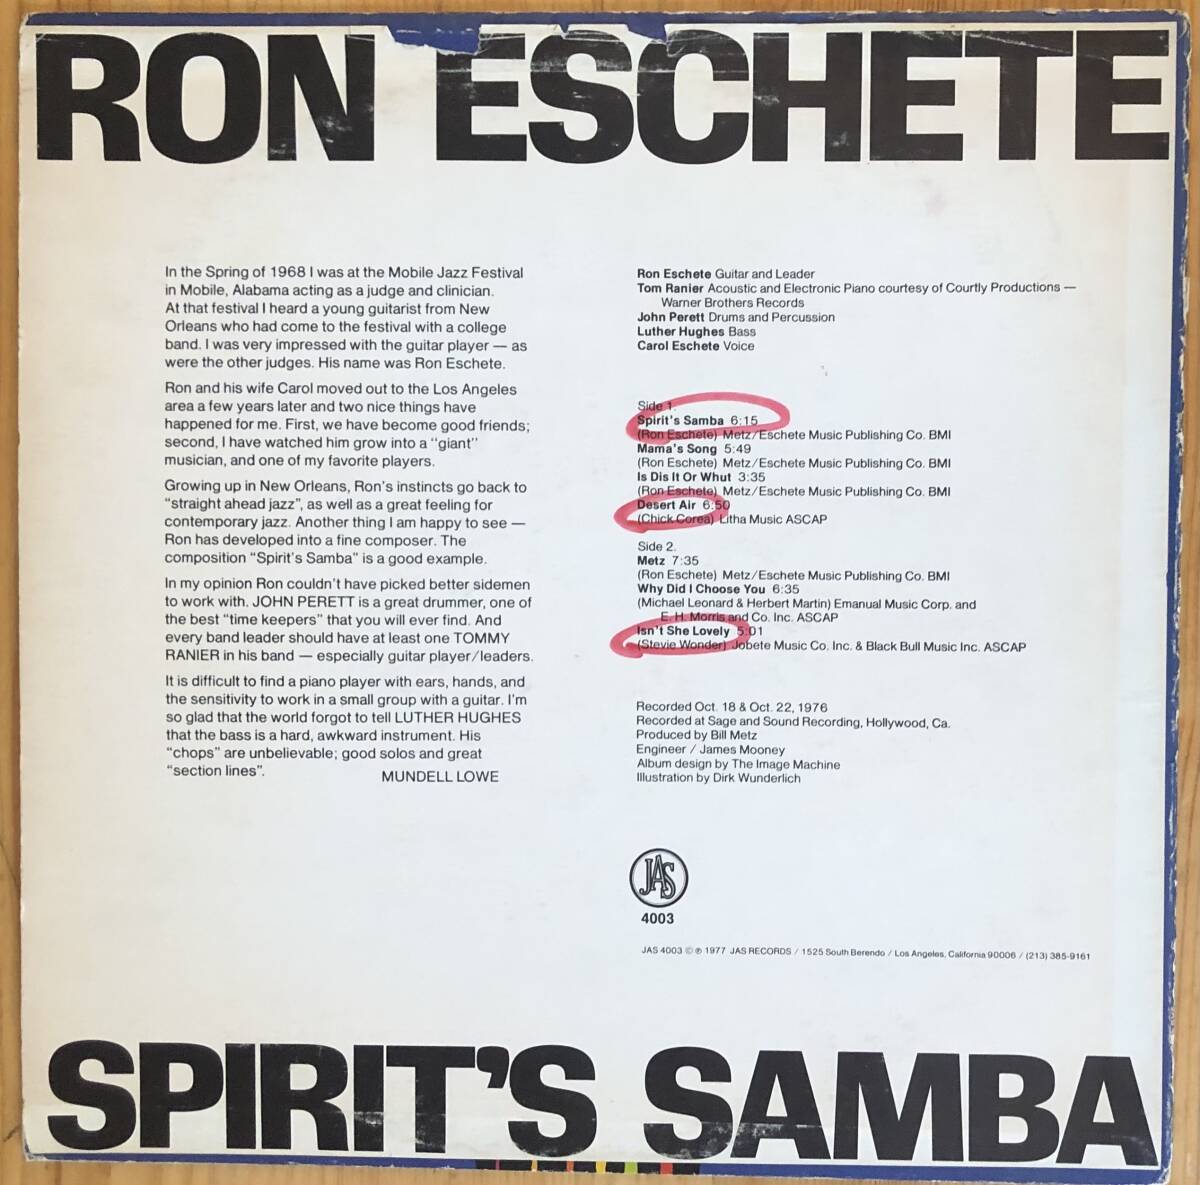 RON ESCHETE
In the Spring of 1968 I was at the Mobile Jazz Festival
in Mobile, Alabama acting as a judge and clinician.
At that festival I heard a young guitarist from New
Orleans who had come to the festival with a college
band. I was very impressed with the guitar player — as
were the other judges. His name was Ron Eschete.
Ron and his wife Carol moved out to the Los Angeles
area a few years later and two nice things have
happened for me. First, we have become good friends;
second, I have watched him grow into a "giant"
musician, and one of my favorite players.
Growing up in New Orleans, Ron's instincts go back to
"straight ahead jazz", as well as a great feeling for
contemporary jazz. Another thing I am happy to see —
Ron has developed into a fine composer. The
composition "Spirit's Samba" is a good example.
In my opinion Ron couldn't have picked better sidemen
to work with. JOHN PERETT is a great drummer, one of
the best "time keepers" that you will ever find. And
every band leader should have at least one TOMMY
RANIER in his band — especially guitar player/leaders.
It is difficult to find a piano player with ears, hands, and
the sensitivity to work in a small group with a guitar. I'm
so glad that the world forgot to tell LUTHER HUGHES
that the bass is a hard, awkward instrument. His
"chops" are unbelievable; good solos and great
"section lines".
MUNDELL LOWE
Ron Eschete Guitar and Leader
Tom Ranier Acoustic and Electronic Piano courtesy of Courtly Productions —
Warner Brothers Records
John Perett Drums and Percussion
Luther Hughes Bass
Carol Eschete Voice
Side 1.
Spirit's Samba 6:15
(Ron Eschete) Metz/Eschete Music Publishing Co. BMI
Mama's Song 5:49
(Ron Eschete) Metz/Eschete Music Publishing Co. BMI
Is Dis It Or Whut 3:35
(Ron Eschete) Metz/Eschete Music Publishing Co. BMI
Desert Air 6:50
(Chick Corea) Litha Music ASCAP
Side 2.
Metz 7:35
(Ron Eschete) Metz/Eschete Music Publishing Co. BMI
Why Did I Choose You 6:35
(Michael Leonard & Herbert Martin) Emanual Music Corp. and
E. H. Morris and Co. Inc. ASCAP
Isn't She Lovely 5:01
(Stevie Wonder) Jobete Music Co. Inc. & Black Bull Music Inc. ASCAP
Recorded Oct. 18 & Oct. 22, 1976
Recorded at Sage and Sound Recording, Hollywood, Ca.
Produced by Bill Metz
Engineer / James Mooney
Album design by The Image Machine
Illustration by Dirk Wunderlich
JAS
4003
JAS 4003 © ℗ 1977 JAS RECORDS / 1525 South Berendo / Los Angeles, California 90006 / (213) 385-9161
SPIRIT'S SAMBA